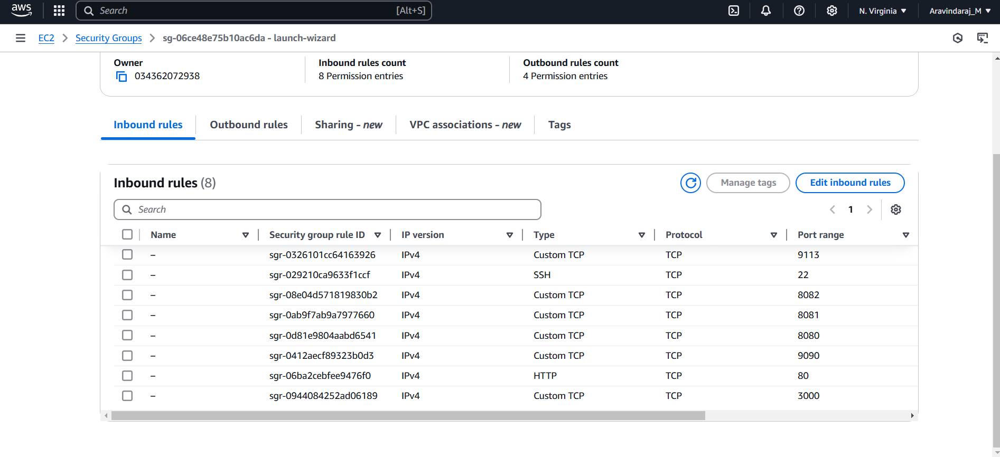 aws Search [Alt+S] N. Virginia Aravindaraj_M
EC2 Security Groups sg-06ce48e75b10ac6da - launch-wizard
Owner Inbound rules count Outbound rules count
034362072938 8 Permission entries 4 Permission entries
Inbound rules Outbound rules Sharing - new VPC associations - new Tags
Inbound rules (8) Manage tags Edit inbound rules
Search 1
Name Security group rule ID IP version Type Protocol Port range
– sgr-0326101cc64163926 IPv4 Custom TCP TCP 9113
– sgr-029210ca9633f1ccf IPv4 SSH TCP 22
– sgr-08e04d571819830b2 IPv4 Custom TCP TCP 8082
– sgr-0ab9f7ab9a7977660 IPv4 Custom TCP TCP 8081
– sgr-0d81e9804aabd6541 IPv4 Custom TCP TCP 8080
– sgr-0412aecf89323b0d3 IPv4 Custom TCP TCP 9090
– sgr-06ba2cebfee9476f0 IPv4 HTTP TCP 80
– sgr-0944084252ad06189 IPv4 Custom TCP TCP 3000